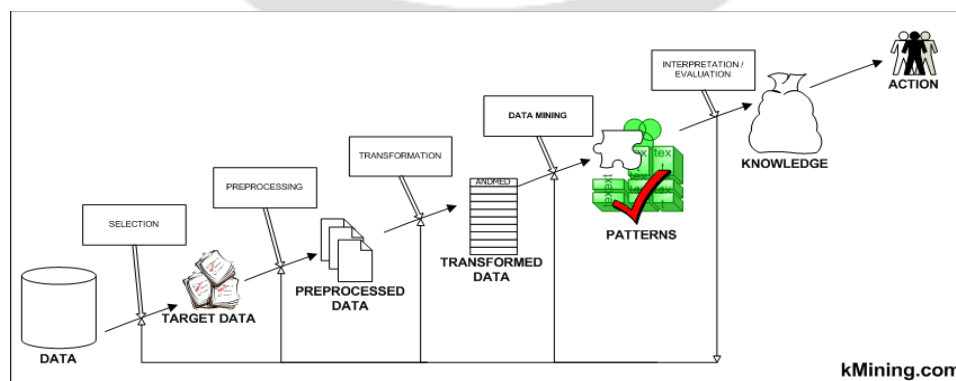 ACTION
INTERPRETATION /
EVALUATION
KNOWLEDGE
DATA MINING
PATTERNS
TRANSFORMATION
ANDMED
TRANSFORMED
DATA
PREPROCESSING
PREPROCESSED
DATA
SELECTION
TARGET DATA
DATA
kMining.com